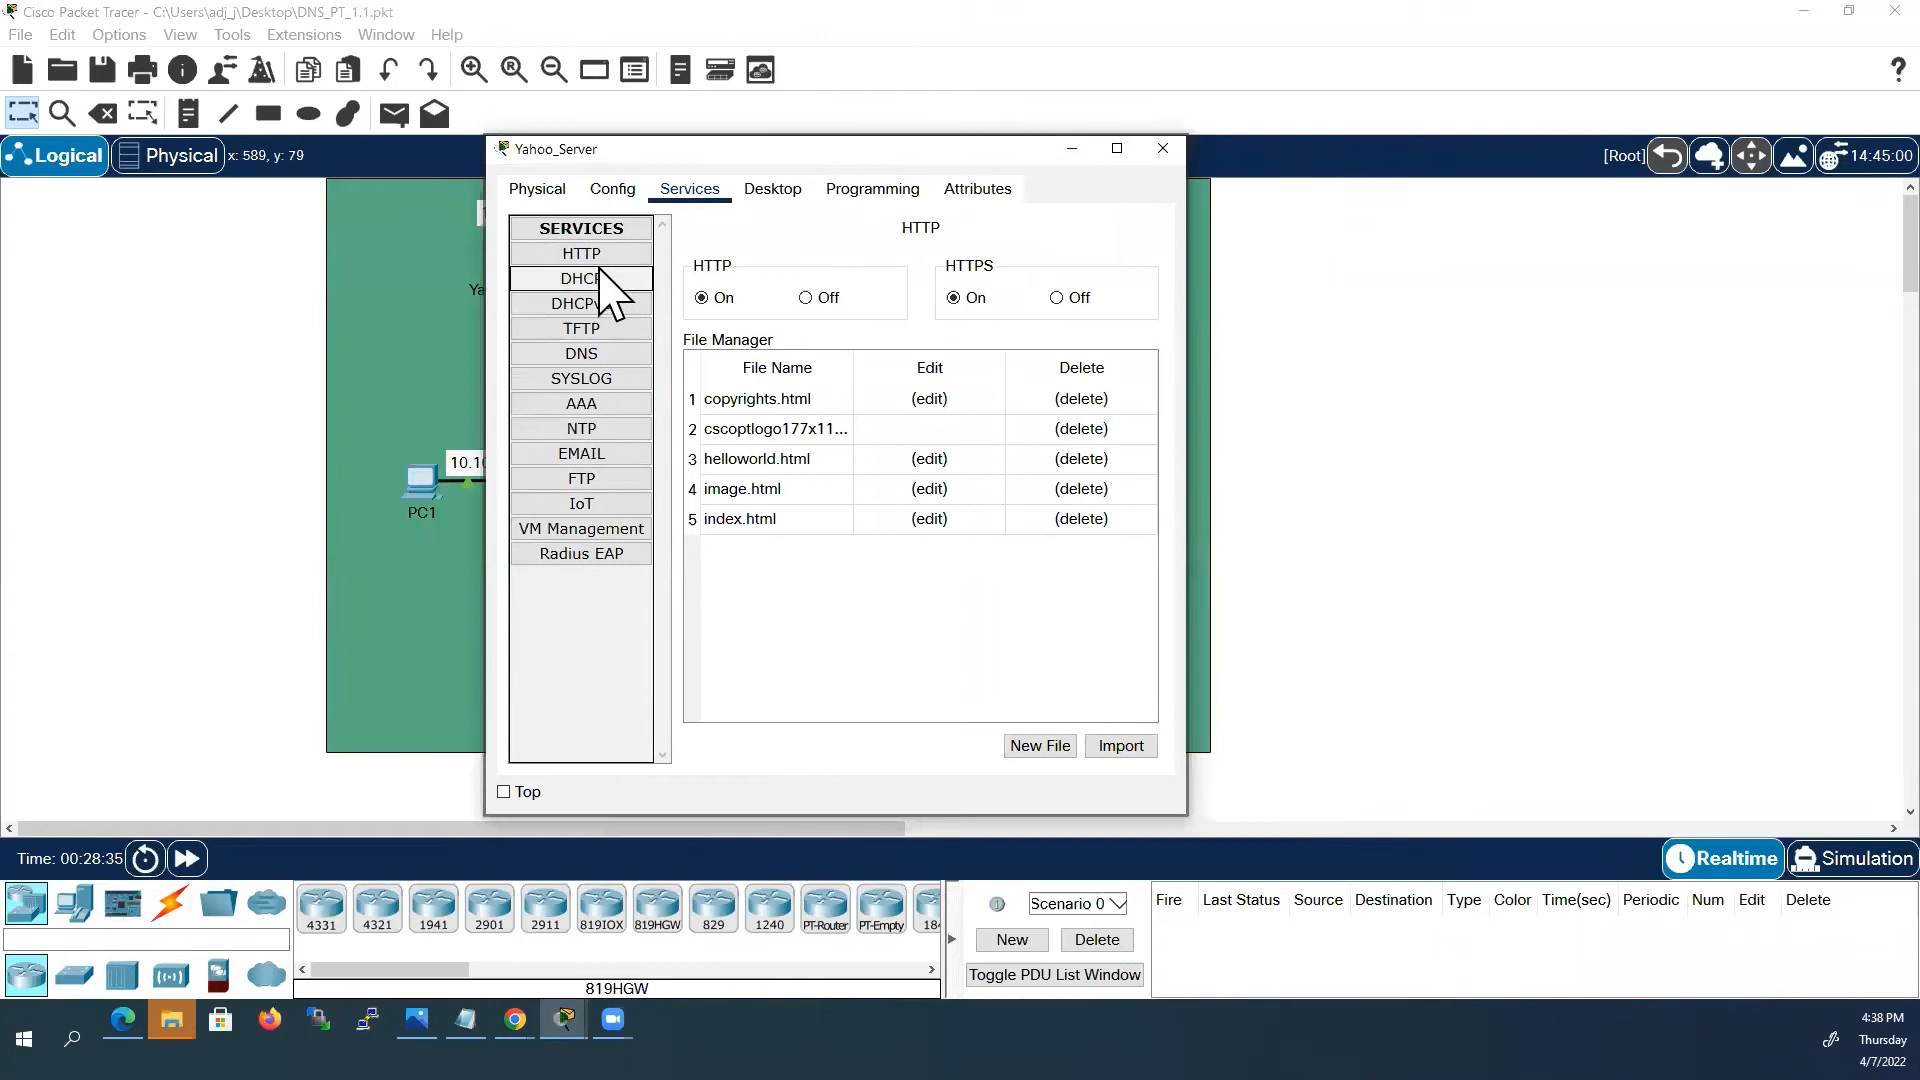 Cisco Packet Tracer - C:\Users\adj_j\Desktop\DNS_PT_1.1.pkt
File Edit Options View Tools Extensions Window Help
Logical Physical x: 589, y: 79
[Root] 14:45:00
Yahoo_Server
Physical Config Services Desktop Programming Attributes
SERVICES
HTTP
DHCP
TFTP
DNS
SYSLOG
AAA
NTP
EMAIL
FTP
IoT
VM Management
Radius EAP
HTTP
HTTP
On Off
HTTPS
On Off
File Manager
File Name Edit Delete
1 copyrights.html (edit) (delete)
2 cscoptlogo177x11... (delete)
3 helloworld.html (edit) (delete)
4 image.html (edit) (delete)
5 index.html (edit) (delete)
New File Import
Top
PC1
Time: 00:28:35
Realtime Simulation
4331 4321 1941 2901 2911 819IOX 819HGW 829 1240 PT-Router PT-Empty
819HGW
Scenario 0
New Delete
Toggle PDU List Window
Fire Last Status Source Destination Type Color Time(sec) Periodic Num Edit Delete
4:38 PM
Thursday
4/7/2022